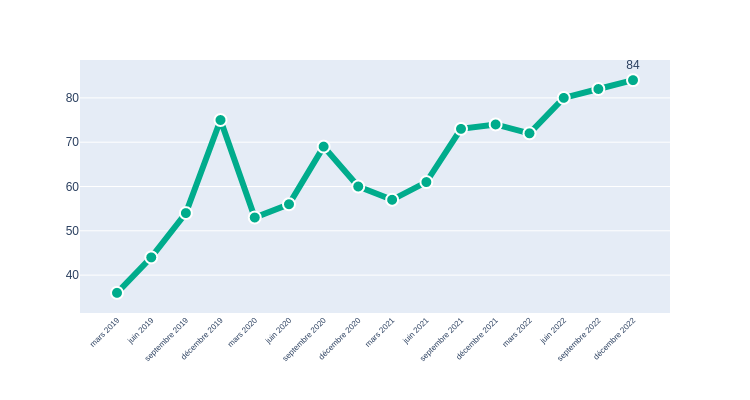 84
80
70
60
50
40
mars 2019
juin 2019
septembre 2019
décembre 2019
mars 2020
juin 2020
septembre 2020
décembre 2020
mars 2021
juin 2021
septembre 2021
décembre 2021
mars 2022
juin 2022
septembre 2022
décembre 2022